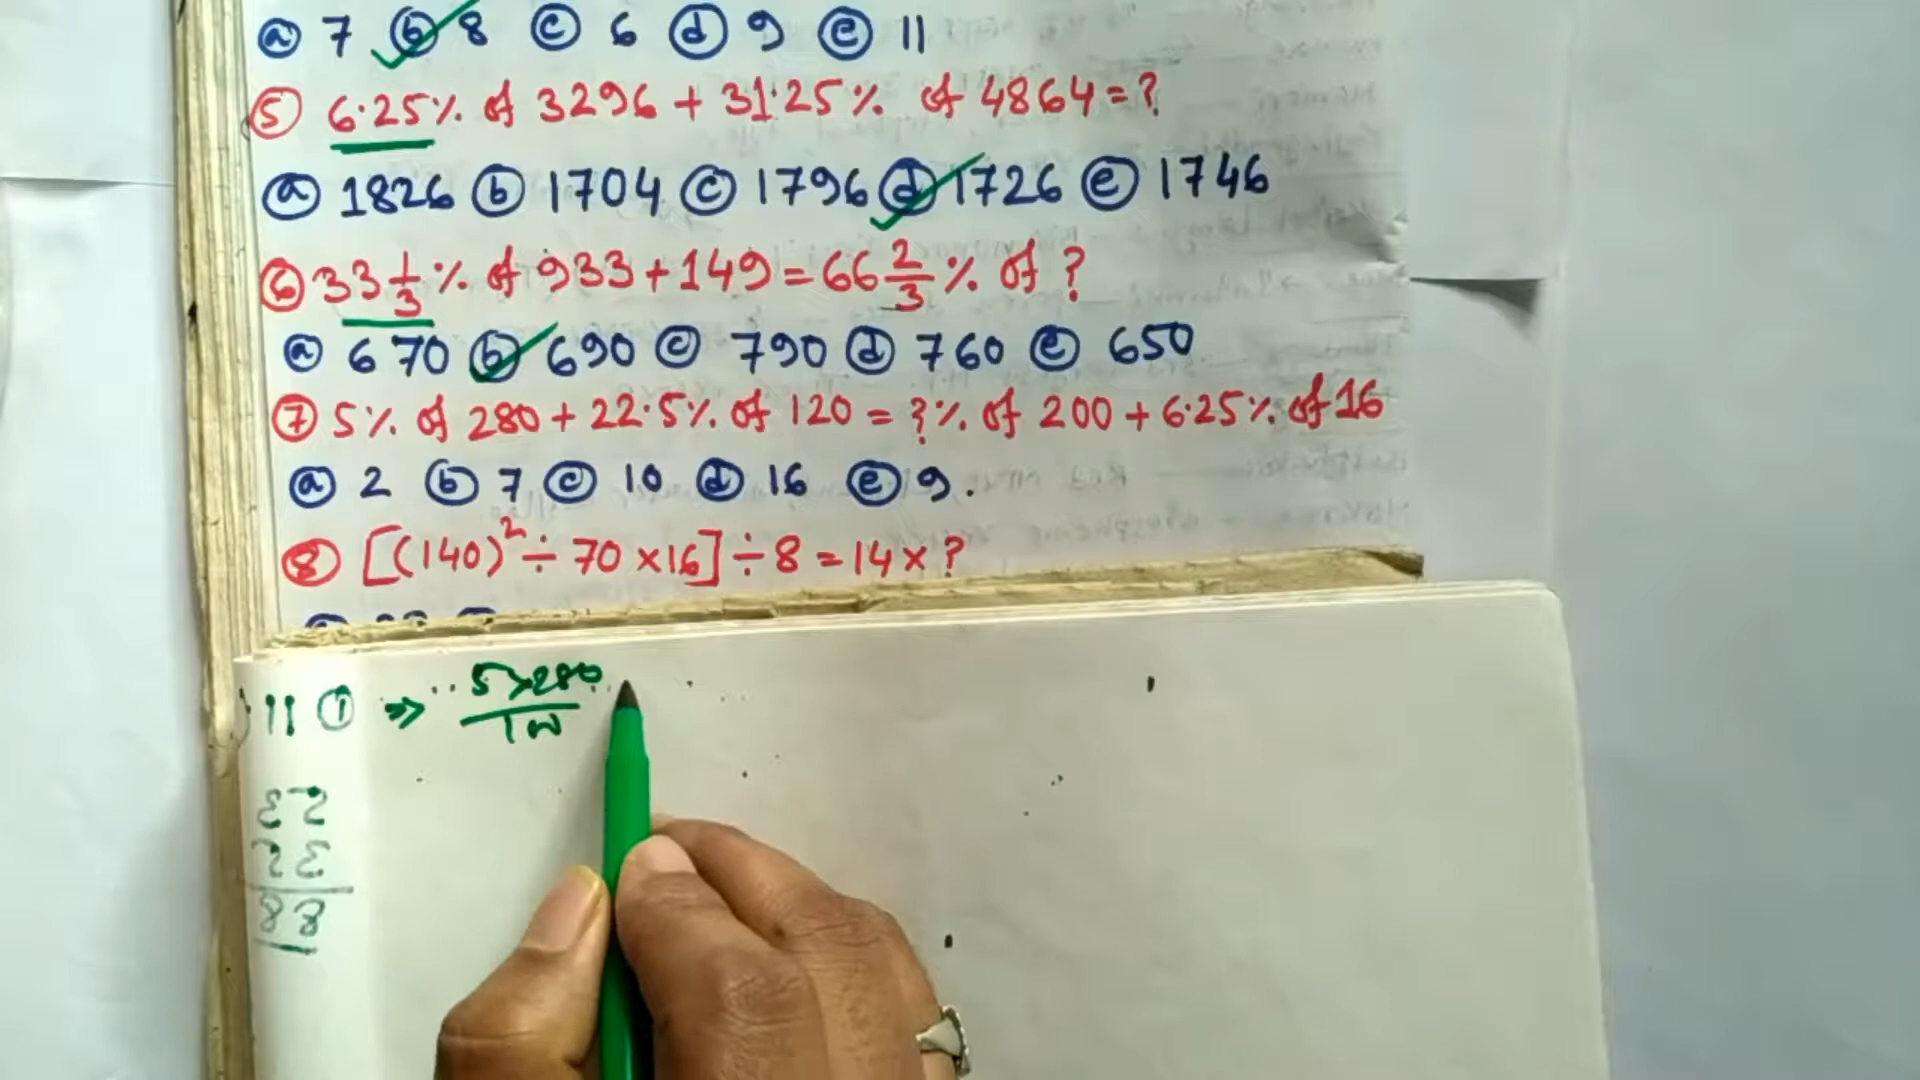 ⓐ 7 ⓑ 8 ⓒ 6 ⓓ 9 ⓔ 11
⑤ 6.25% of 3296 + 31.25% of 4864 = ?
ⓐ 1826 ⓑ 1704 ⓒ 1796 ⓓ 1726 ⓔ 1746
⑥ 33 1/3 % of 933 + 149 = 66 2/3 % of ?
ⓐ 670 ⓑ 690 ⓒ 790 ⓓ 760 ⓔ 650
⑦ 5% of 280 + 22.5% of 120 = ?% of 200 + 6.25% of 16
ⓐ 2 ⓑ 7 ⓒ 10 ⓓ 16 ⓔ 9.
⑧ [(140)² ÷ 70 × 16] ÷ 8 = 14 × ?
⇒ 5×280
100